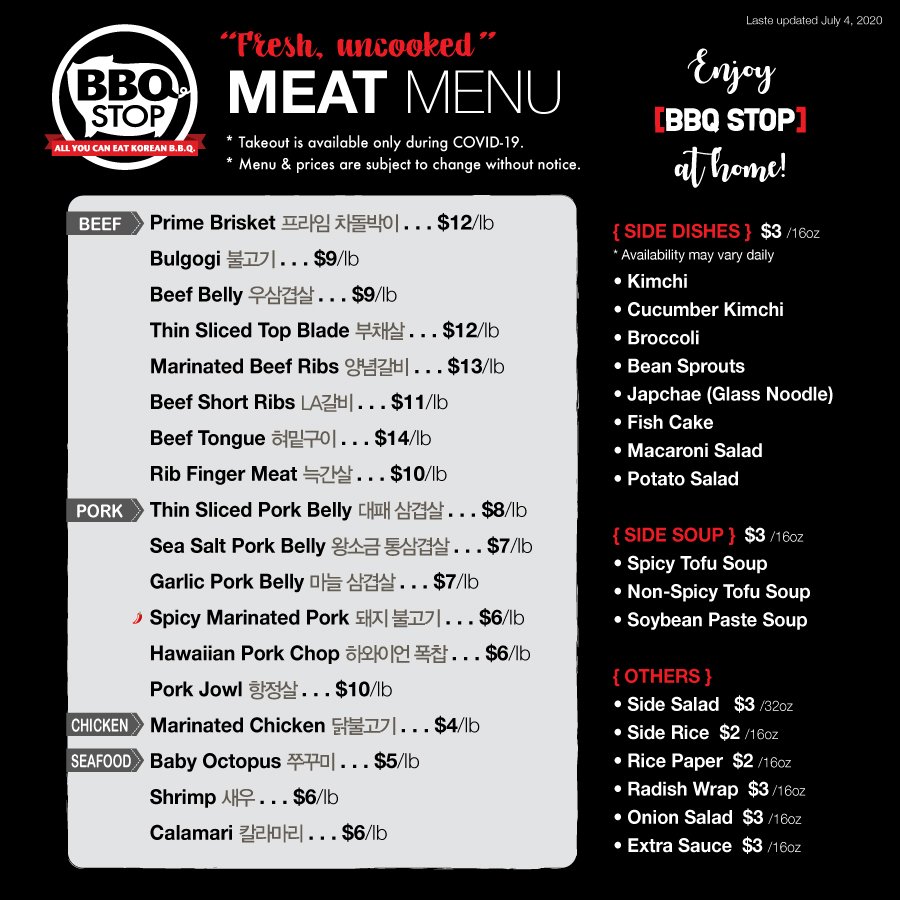 Laste updated July 4, 2020
BBQ
STOP
ALL YOU CAN EAT KOREAN B.B.Q.
“Fresh, uncooked”
MEAT MENU
* Takeout is available only during COVID-19.
* Menu & prices are subject to change without notice.
Enjoy
[BBQ STOP]
at home!
BEEF
Prime Brisket 프라임 차돌박이 . . . $12/lb
Bulgogi 불고기 . . . $9/lb
Beef Belly 우삼겹살 . . . $9/lb
Thin Sliced Top Blade 부채살 . . . $12/lb
Marinated Beef Ribs 양념갈비 . . . $13/lb
Beef Short Ribs LA갈비 . . . $11/lb
Beef Tongue 혀밑구이 . . . $14/lb
Rib Finger Meat 늑간살 . . . $10/lb
PORK
Thin Sliced Pork Belly 대패 삼겹살 . . . $8/lb
Sea Salt Pork Belly 왕소금 통삼겹살 . . . $7/lb
Garlic Pork Belly 마늘 삼겹살 . . . $7/lb
Spicy Marinated Pork 돼지 불고기 . . . $6/lb
Hawaiian Pork Chop 하와이언 폭찹 . . . $6/lb
Pork Jowl 항정살 . . . $10/lb
CHICKEN
Marinated Chicken 닭불고기 . . . $4/lb
SEAFOOD
Baby Octopus 쭈꾸미 . . . $5/lb
Shrimp 새우 . . . $6/lb
Calamari 칼라마리 . . . $6/lb
{ SIDE DISHES } $3 /16oz
* Availability may vary daily
• Kimchi
• Cucumber Kimchi
• Broccoli
• Bean Sprouts
• Japchae (Glass Noodle)
• Fish Cake
• Macaroni Salad
• Potato Salad
{ SIDE SOUP } $3 /16oz
• Spicy Tofu Soup
• Non-Spicy Tofu Soup
• Soybean Paste Soup
{ OTHERS }
• Side Salad $3 /32oz
• Side Rice $2 /16oz
• Rice Paper $2 /16oz
• Radish Wrap $3 /16oz
• Onion Salad $3 /16oz
• Extra Sauce $3 /16oz